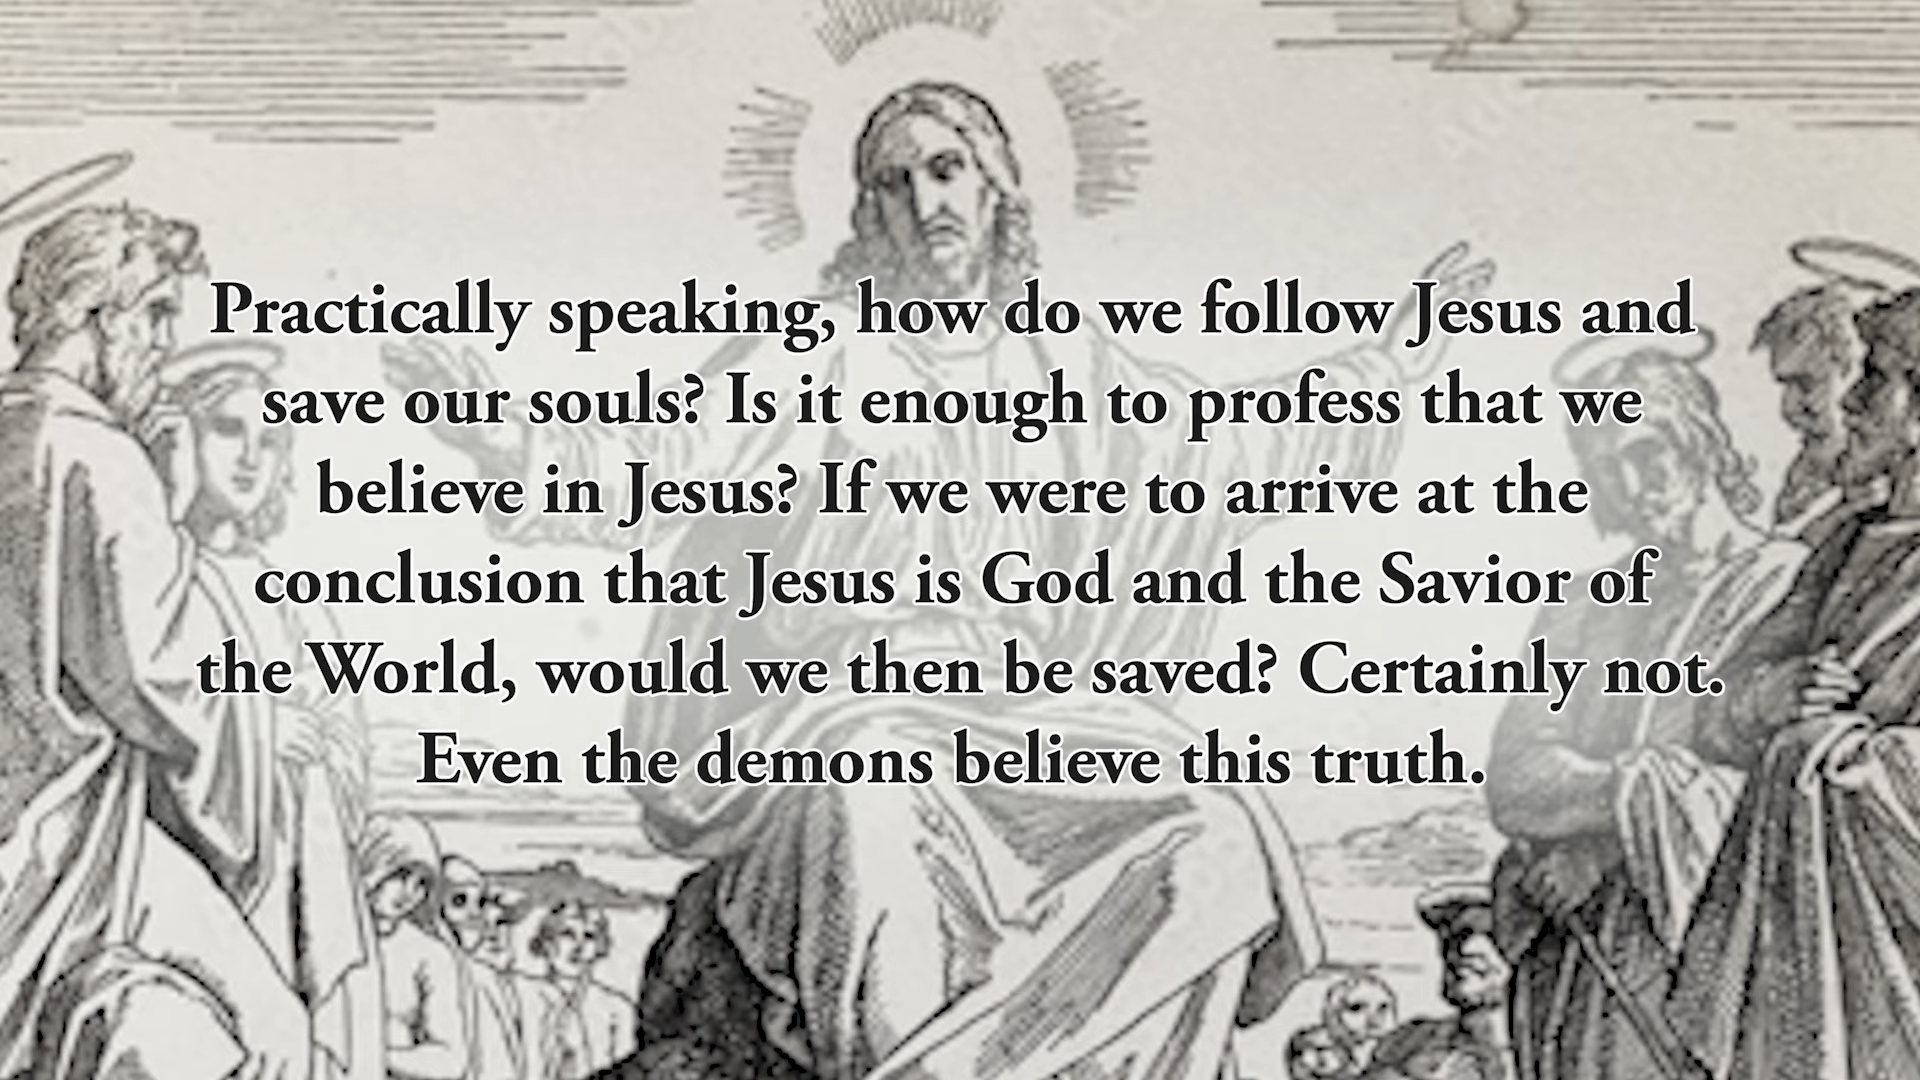 Practically speaking, how do we follow Jesus and
save our souls? Is it enough to profess that we
believe in Jesus? If we were to arrive at the
conclusion that Jesus is God and the Savior of
the World, would we then be saved? Certainly not.
Even the demons believe this truth.